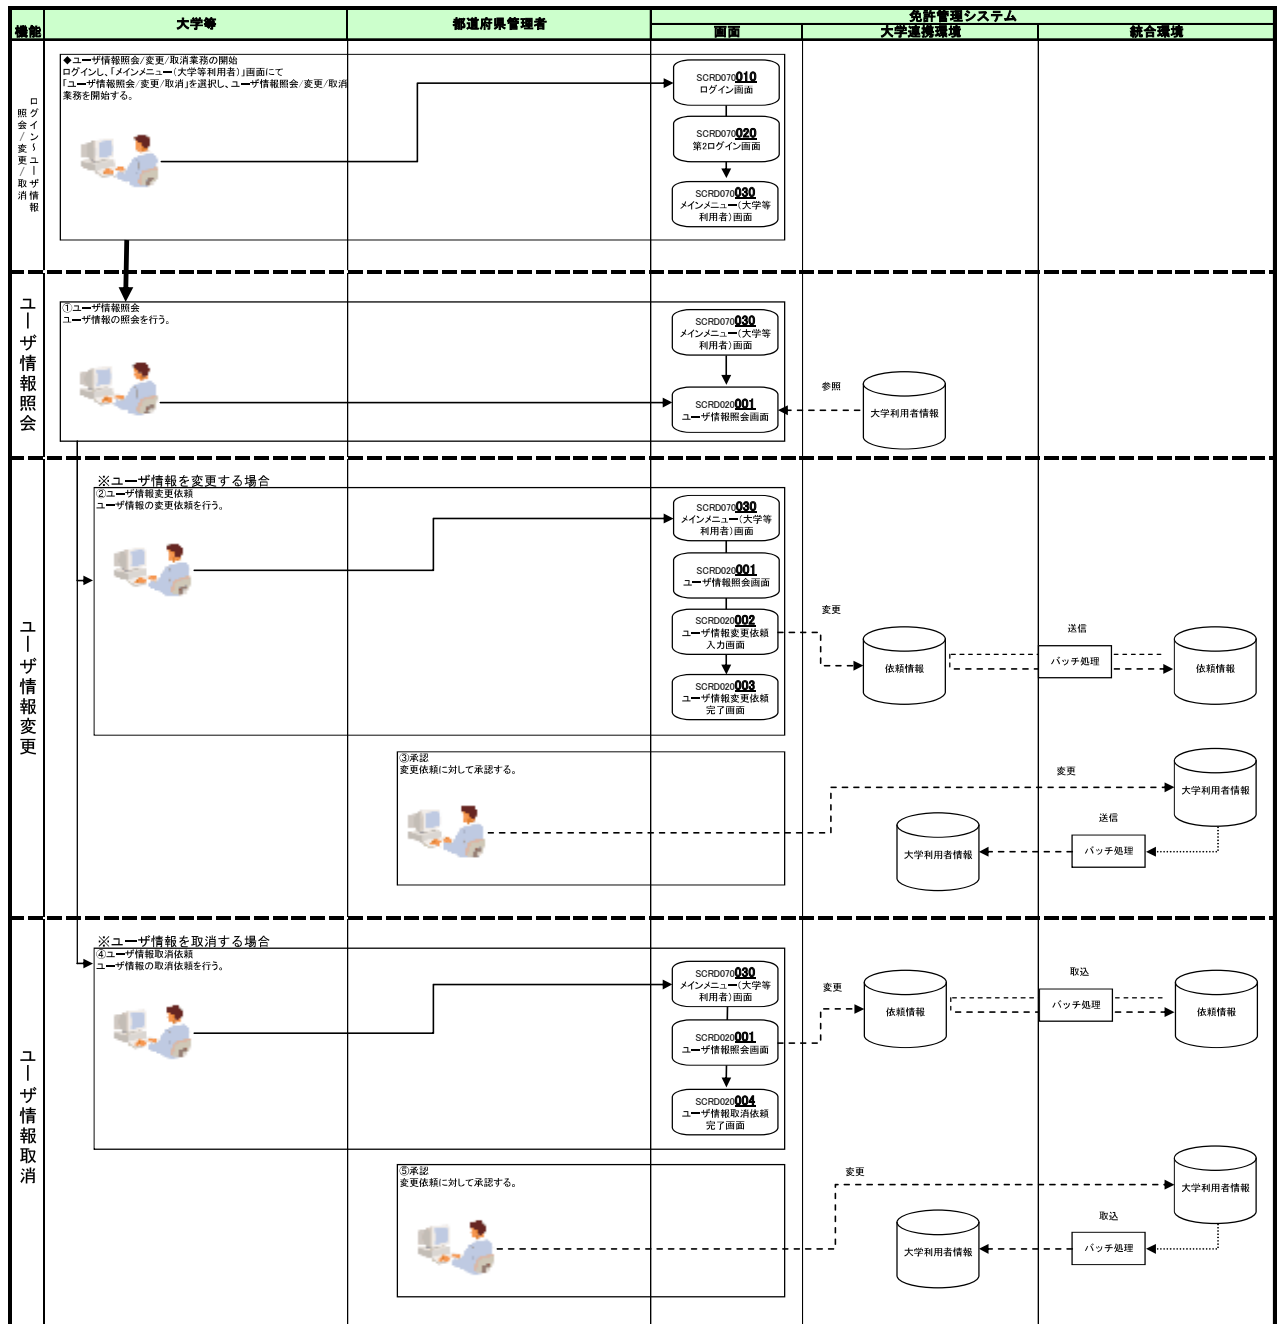 機能
大学等
都道府県管理者
免許管理システム
画面
大学連携環境
統合環境
ログイン～ユーザ情報
照会/変更/取消
◆ユーザ情報照会/変更/取消業務の開始
ログインし、「メインメニュー(大学等利用者)」画面にて
「ユーザ情報照会/変更/取消」を選択し、ユーザ情報照会/変更/取消
業務を開始する。
SCRD070010
ログイン画面
SCRD070020
第2ログイン画面
SCRD070030
メインメニュー(大学等
利用者)画面
ユーザ情報照会
①ユーザ情報照会
ユーザ情報の照会を行う。
SCRD070030
メインメニュー(大学等
利用者)画面
SCRD020001
ユーザ情報照会画面
参照
大学利用者情報
ユーザ情報変更
※ユーザ情報を変更する場合
②ユーザ情報変更依頼
ユーザ情報の変更依頼を行う。
SCRD070030
メインメニュー(大学等
利用者)画面
SCRD020001
ユーザ情報照会画面
SCRD020002
ユーザ情報変更依頼
入力画面
SCRD020003
ユーザ情報変更依頼
完了画面
変更
依頼情報
送信
バッチ処理
依頼情報
③承認
変更依頼に対して承認する。
変更
大学利用者情報
送信
バッチ処理
大学利用者情報
ユーザ情報取消
※ユーザ情報を取消する場合
④ユーザ情報取消依頼
ユーザ情報の取消依頼を行う。
SCRD070030
メインメニュー(大学等
利用者)画面
SCRD020001
ユーザ情報照会画面
SCRD020004
ユーザ情報取消依頼
完了画面
変更
依頼情報
取込
バッチ処理
依頼情報
⑤承認
変更依頼に対して承認する。
変更
大学利用者情報
取込
バッチ処理
大学利用者情報